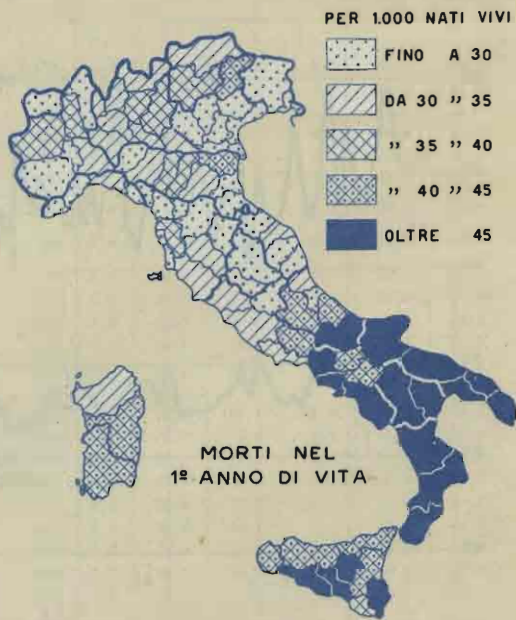 PER 1.000 NATI VIVI
FINO A 30
DA 30 " 35
" 35 " 40
" 40 " 45
OLTRE 45
MORTI NEL
1º ANNO DI VITA